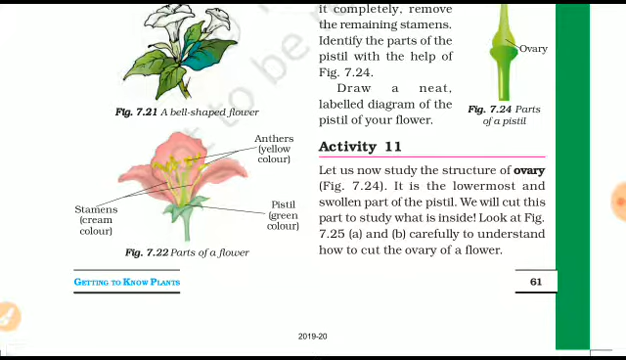 Fig. 7.21 A bell-shaped flower
Anthers
(yellow
colour)
Stamens
(cream
colour)
Pistil
(green
colour)
Fig. 7.22 Parts of a flower
it completely, remove
the remaining stamens.
Identify the parts of the
pistil with the help of
Fig. 7.24.
Draw a neat,
labelled diagram of the
pistil of your flower.
Ovary
Fig. 7.24 Parts
of a pistil
Activity 11
Let us now study the structure of ovary
(Fig. 7.24). It is the lowermost and
swollen part of the pistil. We will cut this
part to study what is inside! Look at Fig.
7.25 (a) and (b) carefully to understand
how to cut the ovary of a flower.
GETTING TO KNOW PLANTS
61
2019-20